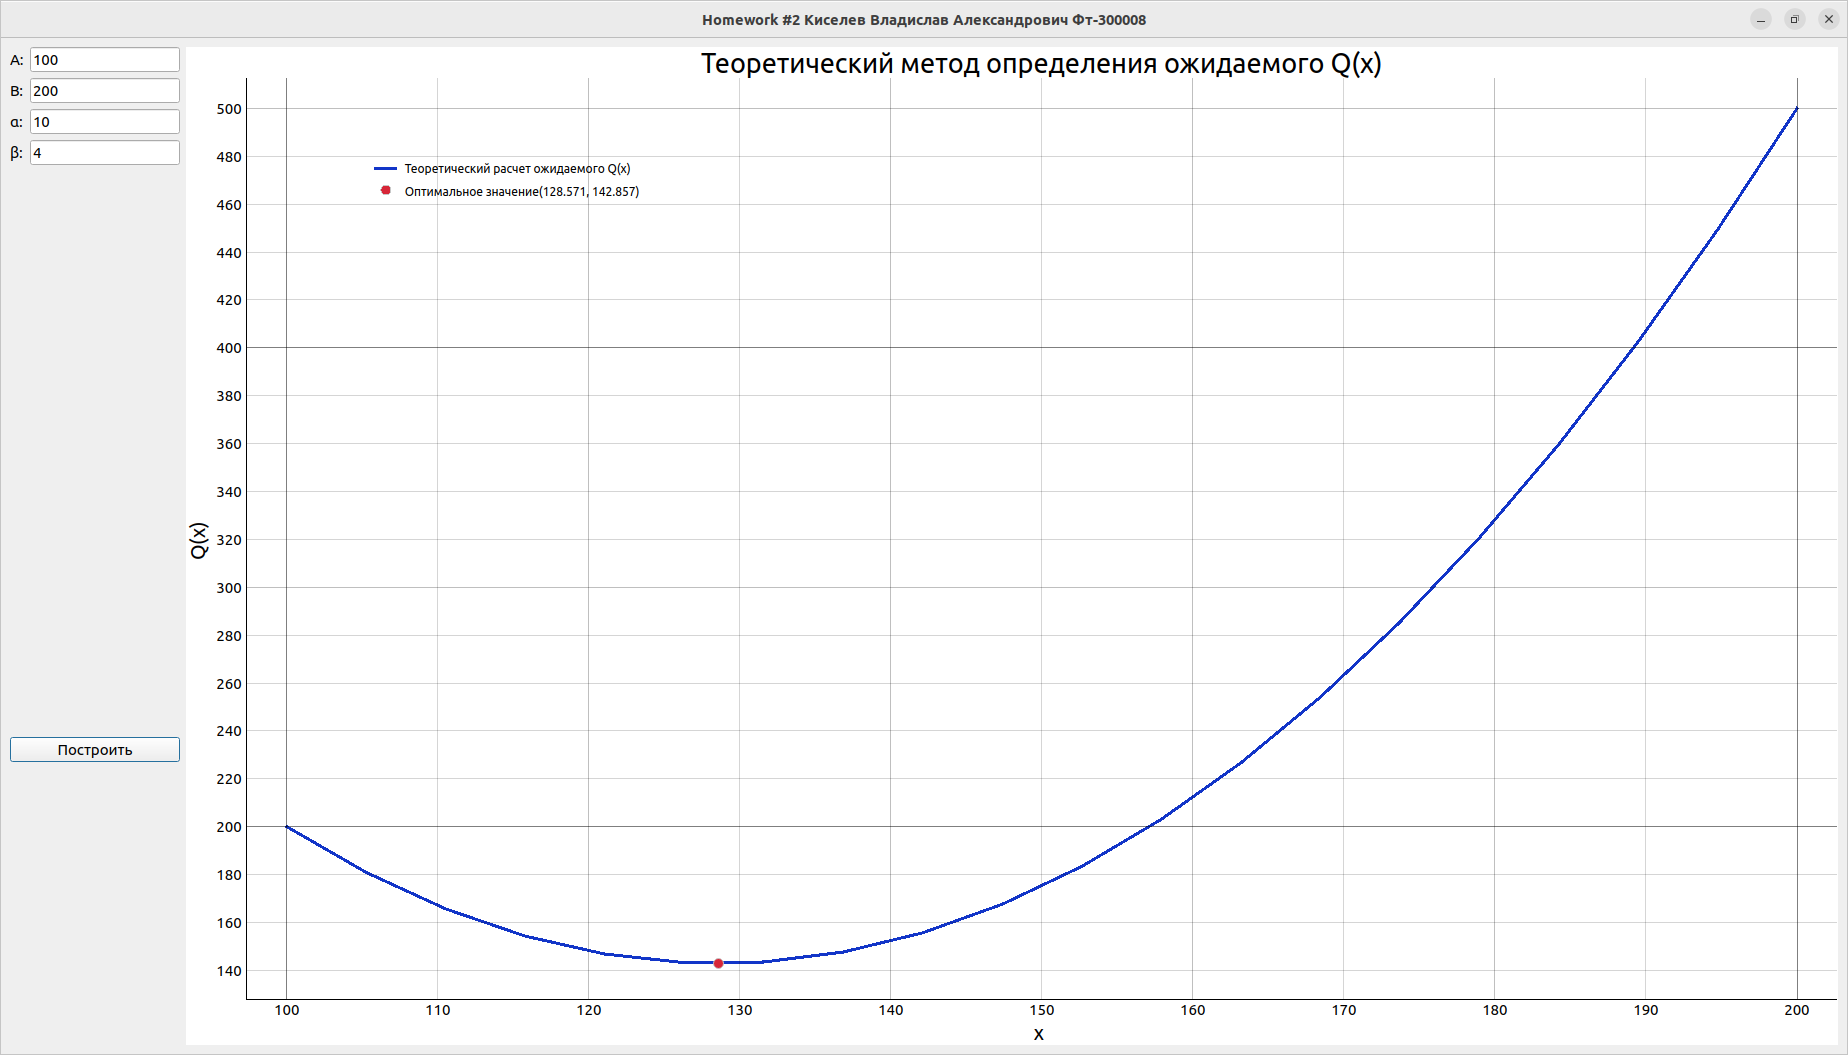 Homework #2 Киселев Владислав Александрович Фт-300008
A: 100
B: 200
α: 10
β: 4
Построить
Теоретический метод определения ожидаемого Q(x)
Теоретический расчет ожидаемого Q(x)
Оптимальное значение(128.571, 142.857)
Q(x)
500
480
460
440
420
400
380
360
340
320
300
280
260
240
220
200
180
160
140
100 110 120 130 140 150 160 170 180 190 200
x